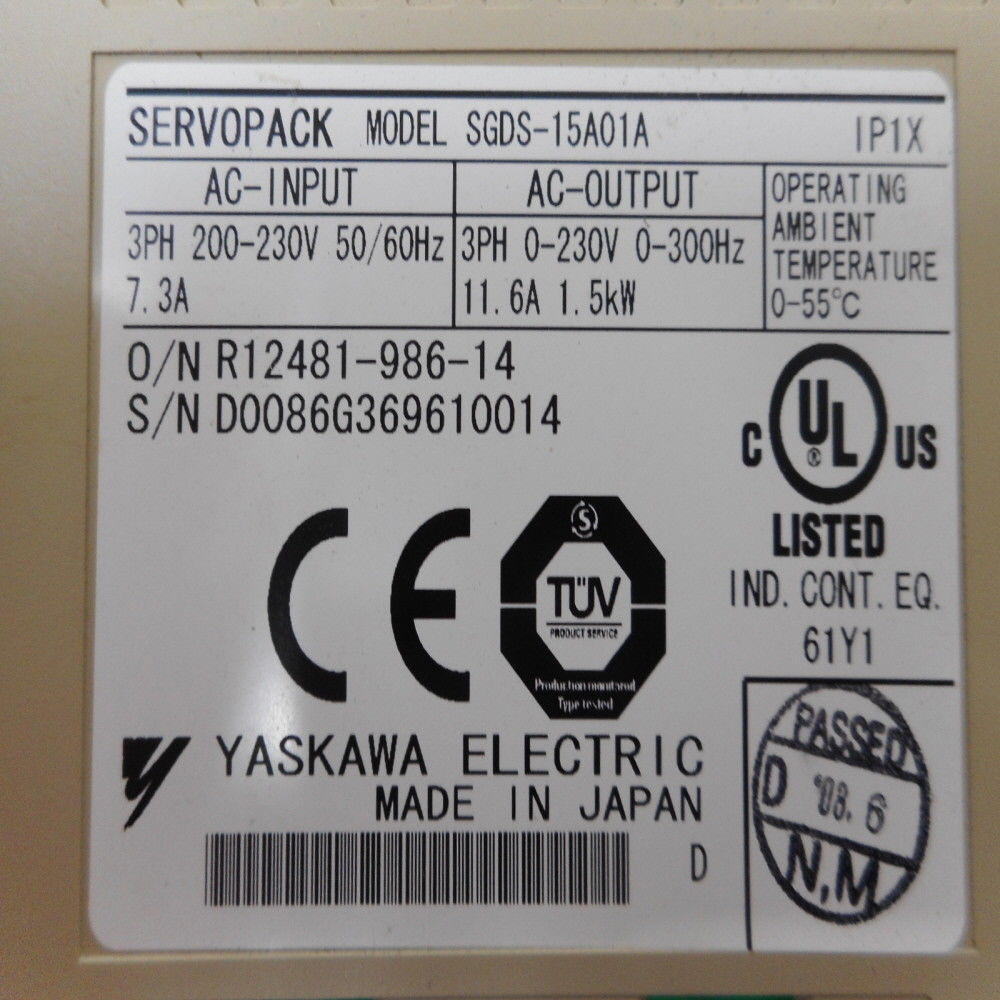 SERVOPACK MODEL SGDS-15A01A IP1X
AC-INPUT
3PH 200-230V 50/60Hz
7.3A
AC-OUTPUT
3PH 0-230V 0-300Hz
11.6A 1.5kW
OPERATING
AMBIENT
TEMPERATURE
0-55°C
O/N R12481-986-14
S/N D0086G369610014
C UL® US
LISTED
IND. CONT. EQ.
61Y1
CE
S
TÜV
PRODUCT SERVICE
Production monitored
Type tested
YASKAWA ELECTRIC
MADE IN JAPAN
D
PASSED
D '08. 6
N.M